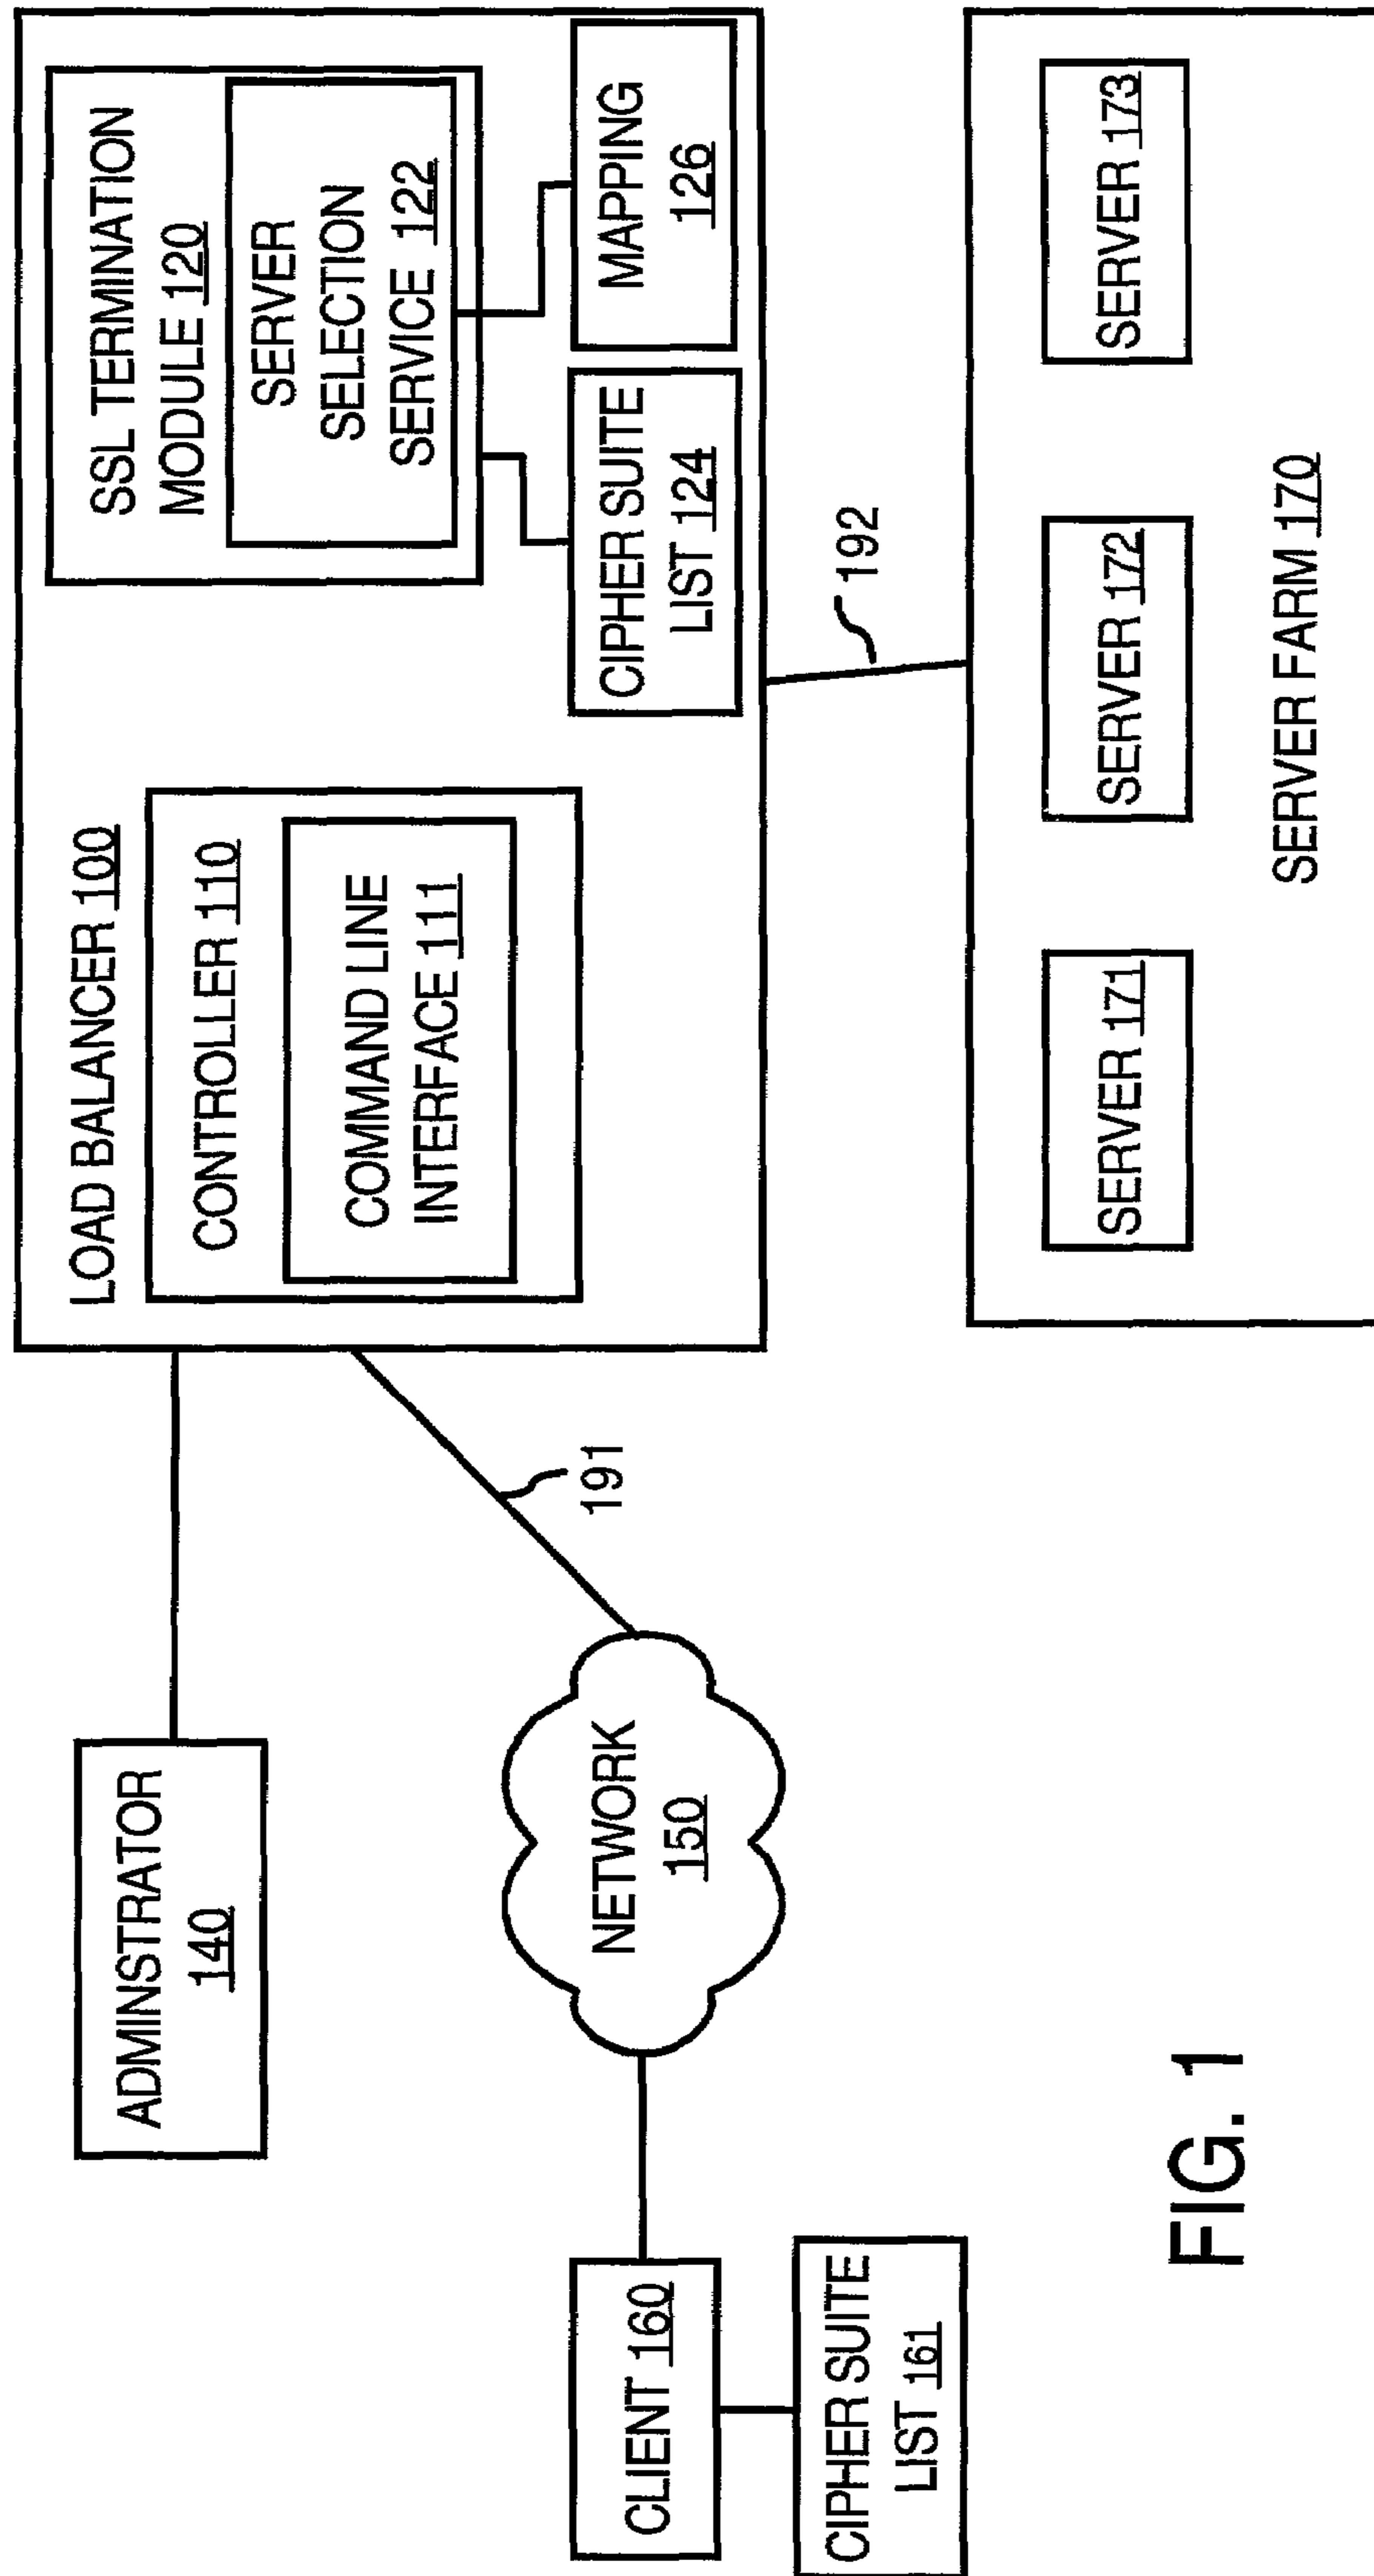 LOAD BALANCER 100
CONTROLLER 110
COMMAND LINE
INTERFACE 111
SSL TERMINATION
MODULE 120
SERVER
SELECTION
SERVICE 122
CIPHER SUITE
LIST 124
MAPPING
126
ADMINSTRATOR
140
191
192
NETWORK
150
CLIENT 160
CIPHER SUITE
LIST 161
SERVER 171
SERVER 172
SERVER 173
SERVER FARM 170
FIG. 1